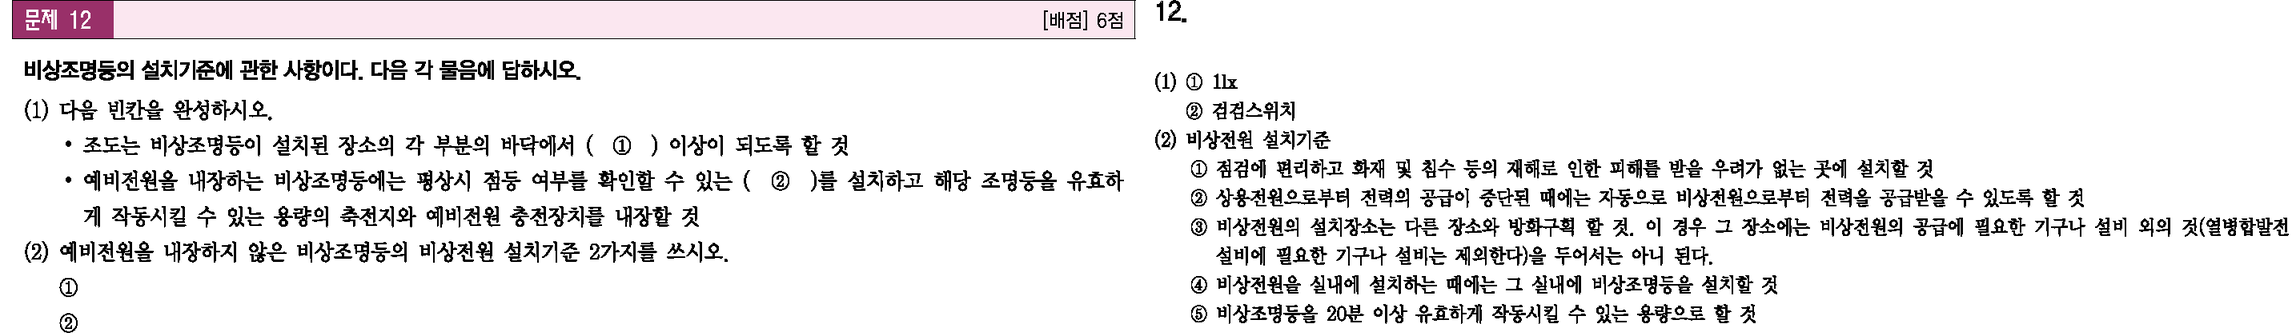 문제 12
[배점] 6점
비상조명등의 설치기준에 관한 사항이다. 다음 각 물음에 답하시오.
(1) 다음 빈칸을 완성하시오.
• 조도는 비상조명등이 설치된 장소의 각 부분의 바닥에서 ( ① ) 이상이 되도록 할 것
• 예비전원을 내장하는 비상조명등에는 평상시 점등 여부를 확인할 수 있는 ( ② )를 설치하고 해당 조명등을 유효하
게 작동시킬 수 있는 용량의 축전지와 예비전원 충전장치를 내장할 것
(2) 예비전원을 내장하지 않은 비상조명등의 비상전원 설치기준 2가지를 쓰시오.
①
②
12.
(1) ① 1lx
② 점검스위치
(2) 비상전원 설치기준
① 점검에 편리하고 화재 및 침수 등의 재해로 인한 피해를 받을 우려가 없는 곳에 설치할 것
② 상용전원으로부터 전력의 공급이 중단된 때에는 자동으로 비상전원으로부터 전력을 공급받을 수 있도록 할 것
③ 비상전원의 설치장소는 다른 장소와 방화구획 할 것. 이 경우 그 장소에는 비상전원의 공급에 필요한 기구나 설비 외의 것(열병합발전
설비에 필요한 기구나 설비는 제외한다)을 두어서는 아니 된다.
④ 비상전원을 실내에 설치하는 때에는 그 실내에 비상조명등을 설치할 것
⑤ 비상조명등을 20분 이상 유효하게 작동시킬 수 있는 용량으로 할 것